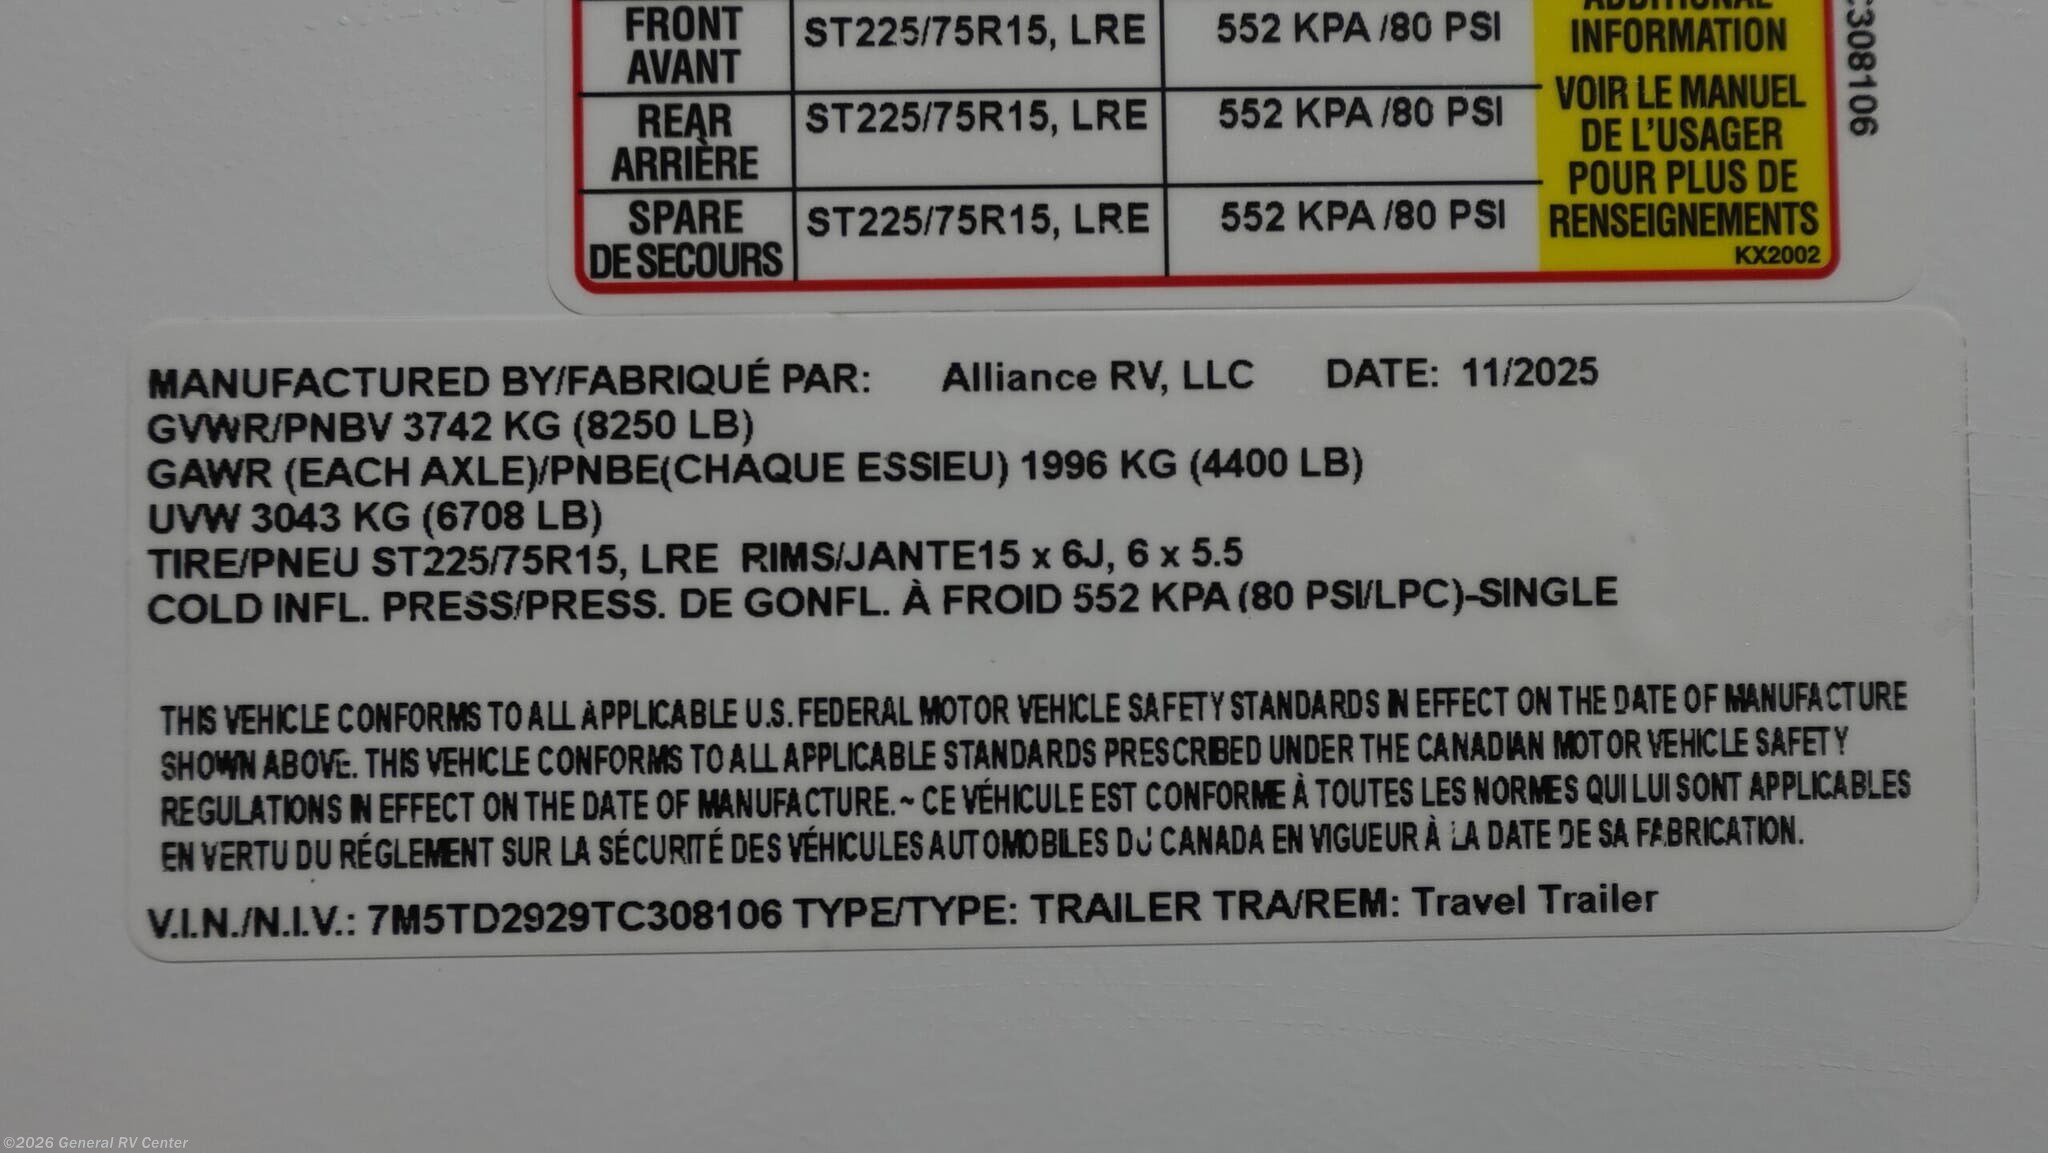 FRONT ST225/75R15, LRE 552 KPA /80 PSI
AVANT
REAR ST225/75R15, LRE 552 KPA /80 PSI
ARRIÈRE
SPARE ST225/75R15, LRE 552 KPA /80 PSI
DE SECOURS
ADDITIONAL
INFORMATION
VOIR LE MANUEL
DE L'USAGER
POUR PLUS DE
RENSEIGNEMENTS
KX2002
C308106
MANUFACTURED BY/FABRIQUÉ PAR: Alliance RV, LLC DATE: 11/2025
GVWR/PNBV 3742 KG (8250 LB)
GAWR (EACH AXLE)/PNBE(CHAQUE ESSIEU) 1996 KG (4400 LB)
UVW 3043 KG (6708 LB)
TIRE/PNEU ST225/75R15, LRE RIMS/JANTE15 x 6J, 6 x 5.5
COLD INFL. PRESS/PRESS. DE GONFL. À FROID 552 KPA (80 PSI/LPC)-SINGLE
THIS VEHICLE CONFORMS TO ALL APPLICABLE U.S. FEDERAL MOTOR VEHICLE SAFETY STANDARDS IN EFFECT ON THE DATE OF MANUFACTURE
SHOWN ABOVE. THIS VEHICLE CONFORMS TO ALL APPLICABLE STANDARDS PRESCRIBED UNDER THE CANADIAN MOTOR VEHICLE SAFETY
REGULATIONS IN EFFECT ON THE DATE OF MANUFACTURE. ~ CE VÉHICULE EST CONFORME À TOUTES LES NORMES QUI LUI SONT APPLICABLES
EN VERTU DU RÉGLEMENT SUR LA SÉCURITÉ DES VÉHICULES AUTOMOBILES DU CANADA EN VIGUEUR À LA DATE DE SA FABRICATION.
V.I.N./N.I.V.: 7M5TD2929TC308106 TYPE/TYPE: TRAILER TRA/REM: Travel Trailer
©2026 General RV Center